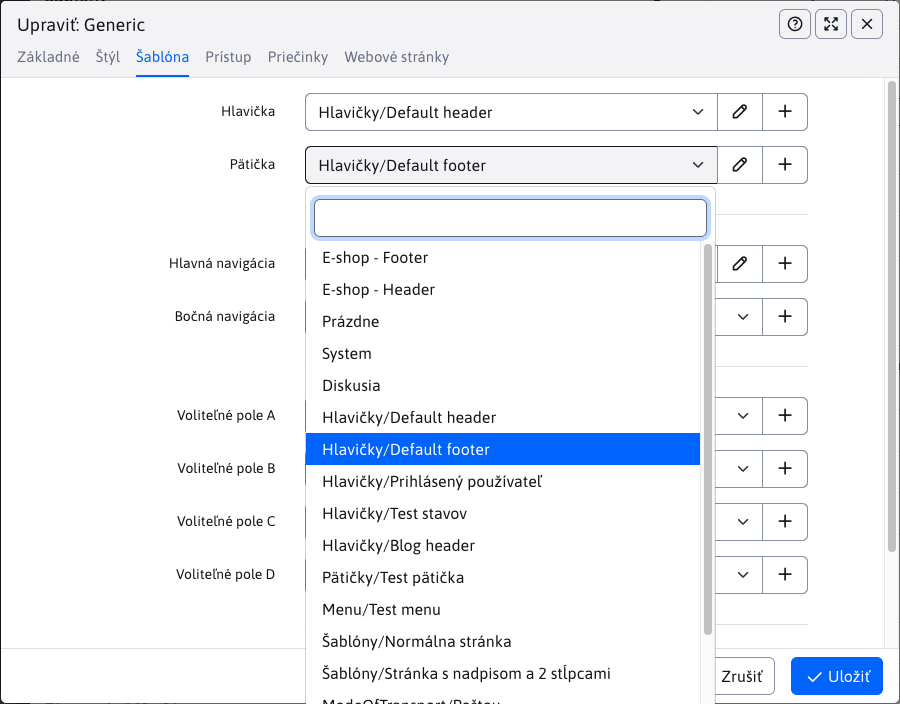 Upraviť: Generic
Základné Štýl Šablóna Prístup Priečinky Webové stránky
Hlavička
Hlavičky/Default header
Pätička
Hlavičky/Default footer
E-shop - Footer
Hlavná navigácia
E-shop - Header
Bočná navigácia
Prázdne
System
Diskusia
Voliteľné pole A
Hlavičky/Default header
Hlavičky/Default footer
Voliteľné pole B
Hlavičky/Prihlásený používateľ
Voliteľné pole C
Hlavičky/Test stavov
Hlavičky/Blog header
Voliteľné pole D
Pätičky/Test pätička
Menu/Test menu
Šablóny/Normálna stránka
Šablóny/Stránka s nadpisom a 2 stĺpcami
Zrušiť
Uložiť